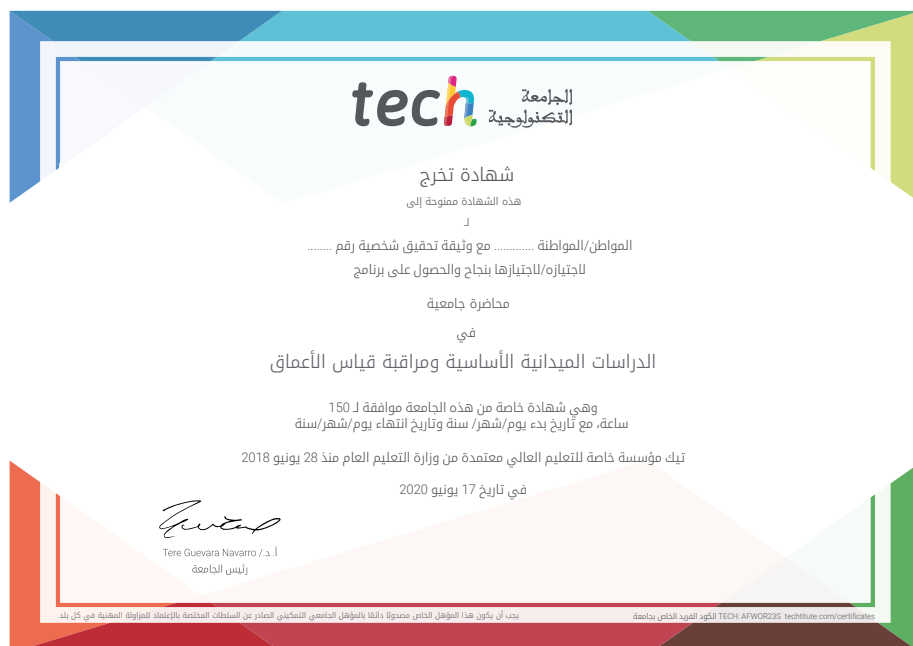 tech الجامعة
التكنولوجية
شهادة تخرج
هذه الشهادة ممنوحة إلى
لـ
المواطن/المواطنة ............. مع وثيقة تحقيق شخصية رقم ........
لاجتيازه/لاجتيازها بنجاح والحصول على برنامج
محاضرة جامعية
في
الدراسات الميدانية الأساسية ومراقبة قياس الأعماق
وهي شهادة خاصة من هذه الجامعة موافقة لـ 150
ساعة، مع تاريخ بدء يوم/شهر/ سنة وتاريخ انتهاء يوم/شهر/سنة
تيك مؤسسة خاصة للتعليم العالي معتمدة من وزارة التعليم العام منذ 28 يونيو 2018
في تاريخ 17 يونيو 2020
أ. د./ Tere Guevara Navarro
رئيس الجامعة
يجب أن يكون هذا المؤهل الخاص مصحوبًا دائمًا بالمؤهل الجامعي التمكيني الصادر عن السلطات المختصة بالإعتماد للمزاولة المهنية في كل بلد.
الكود الفريد الخاص بجامعة TECH: AFWOR23S techtitute.com/certificates